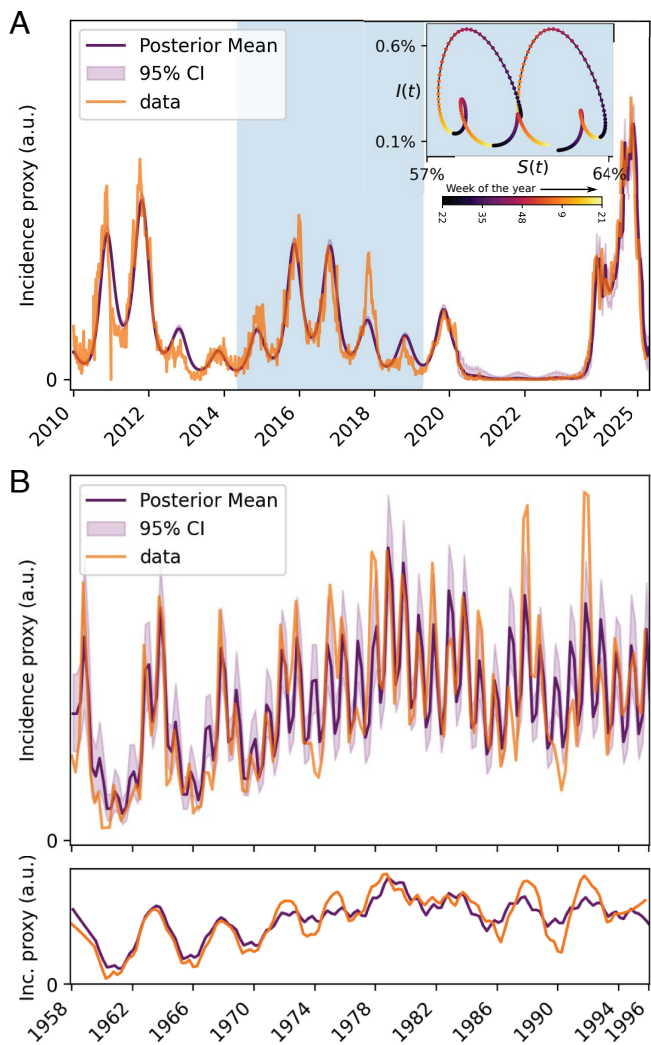 A
Posterior Mean
95% CI
data
Incidence proxy (a.u.)
0
2010
2012
2014
2016
2018
2020
2022
2024
2025
0.6%
I(t)
0.1%
57%
S(t)
64%
Week of the year
22
35
48
9
21
B
Posterior Mean
95% CI
data
Incidence proxy (a.u.)
0
Inc. proxy (a.u.)
0
1958
1962
1966
1970
1974
1978
1982
1986
1990
1994
1996